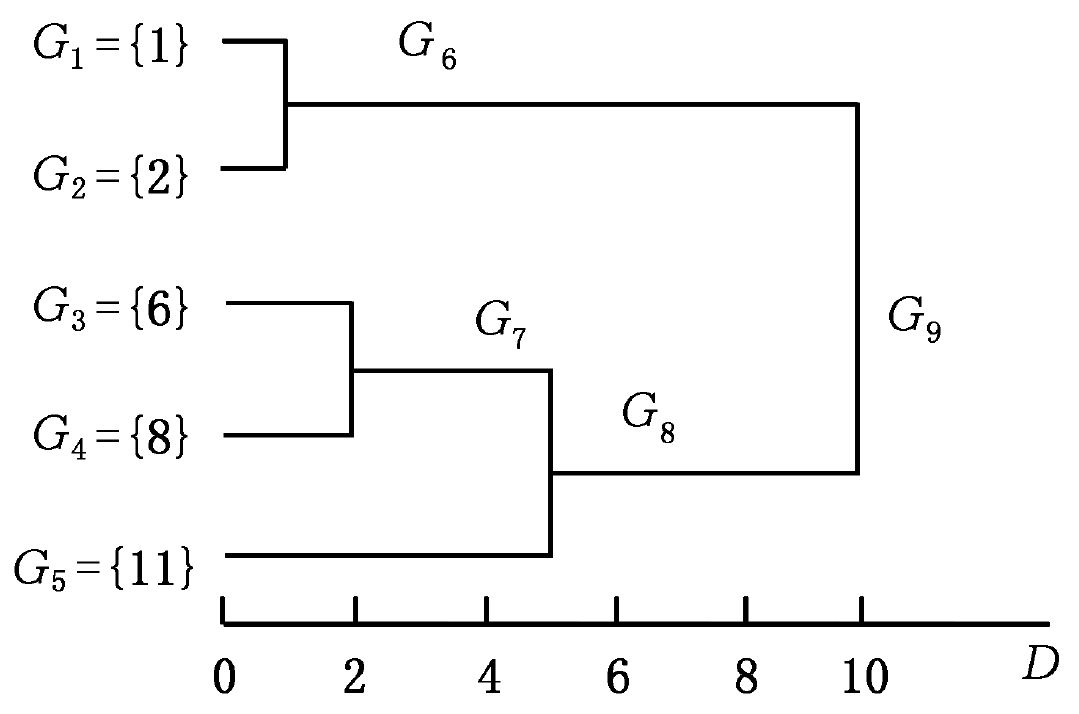 G₁={1}
G₆
G₂={2}
G₃={6}
G₇
G₉
G₄={8}
G₈
G₅={11}
0 2 4 6 8 10 D